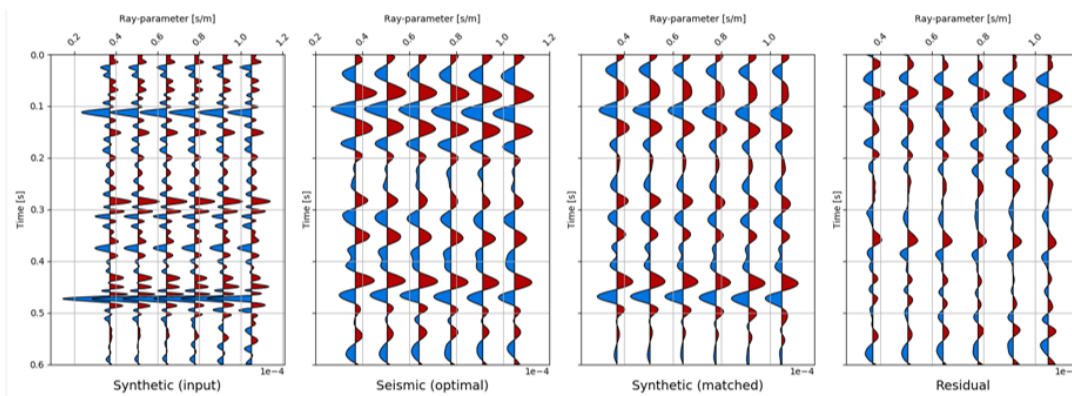 Ray-parameter [s/m] Ray-parameter [s/m] Ray-parameter [s/m] Ray-parameter [s/m]
0.2 0.4 0.6 0.8 1.0 1.2 0.2 0.4 0.6 0.8 1.0 1.2 0.4 0.6 0.8 1.0 0.4 0.6 0.8 1.0
0.0
0.1
0.2
0.3
0.4
0.5
0.6
Time [s] Time [s] Time [s] Time [s]
1e−4 1e−4 1e−4 1e−
Synthetic (input) Seismic (optimal) Synthetic (matched) Residual